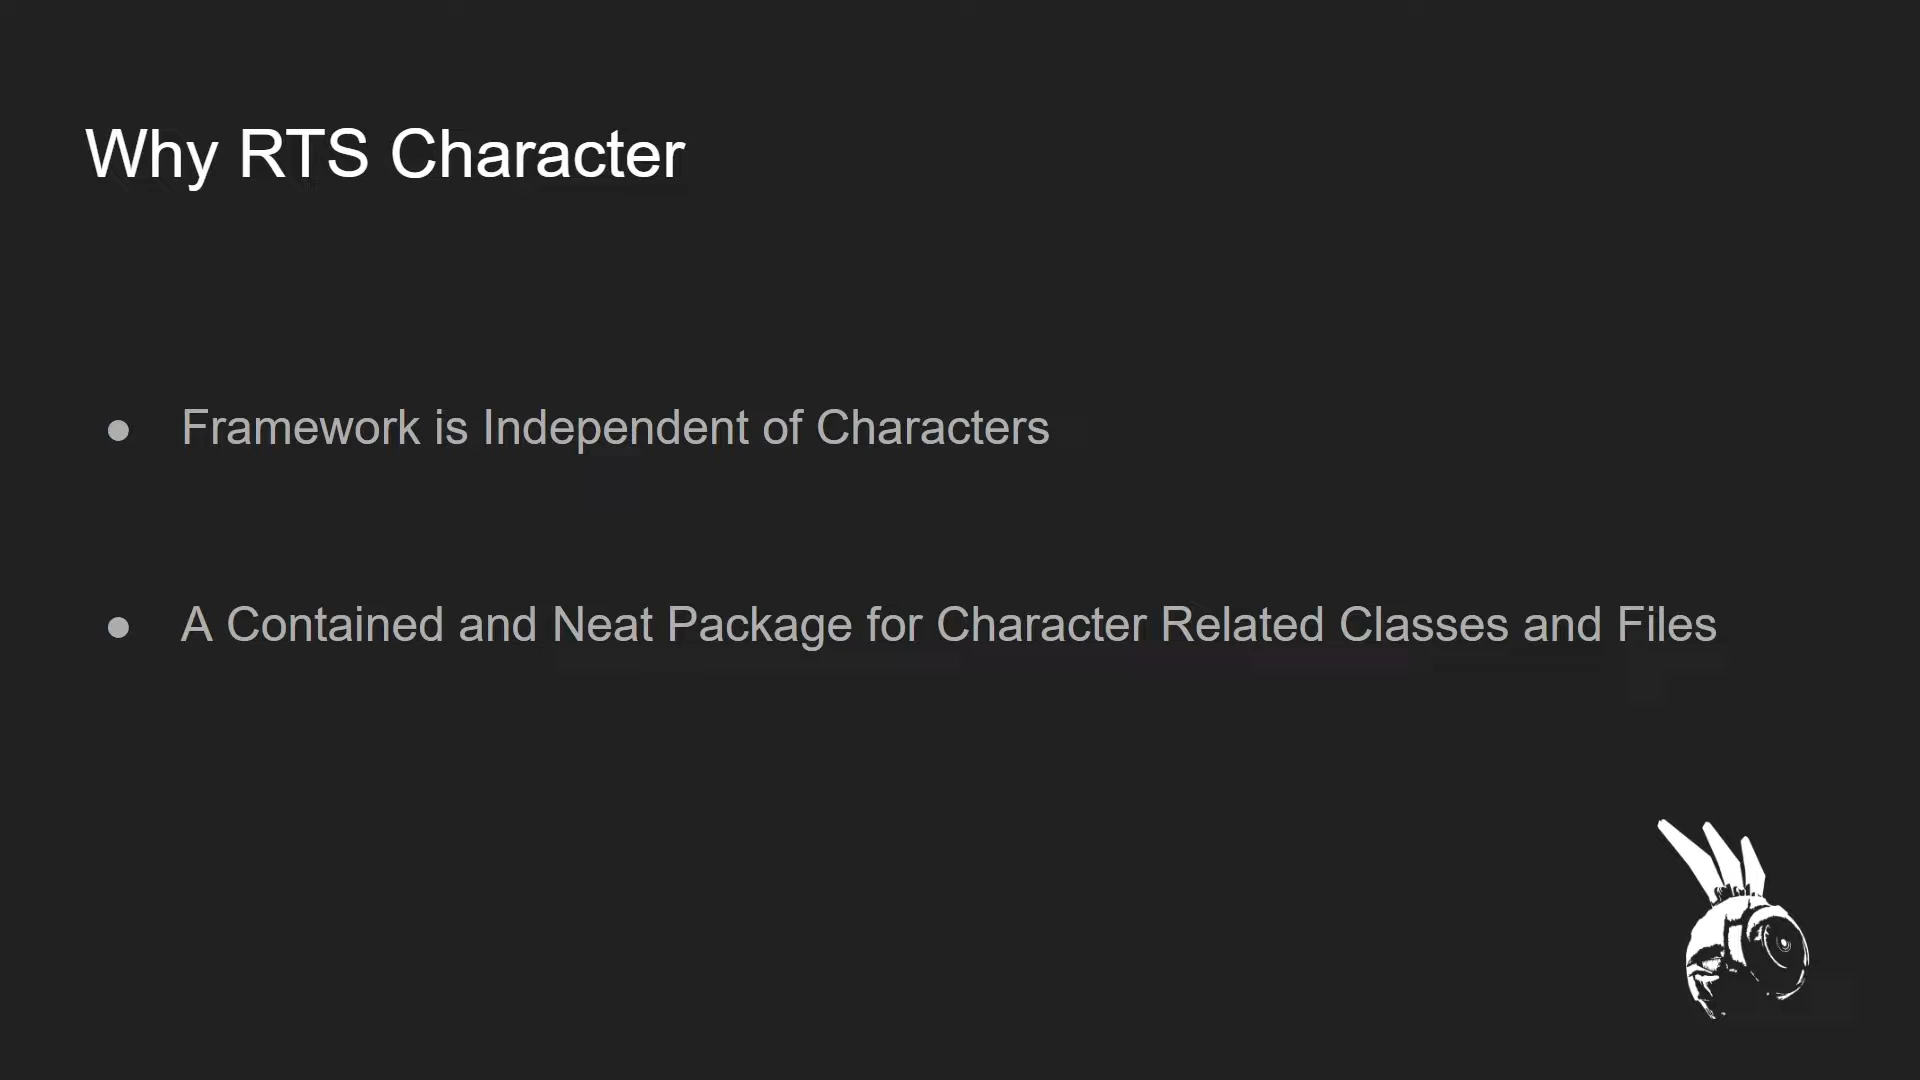 Why RTS Character
● Framework is Independent of Characters
● A Contained and Neat Package for Character Related Classes and Files